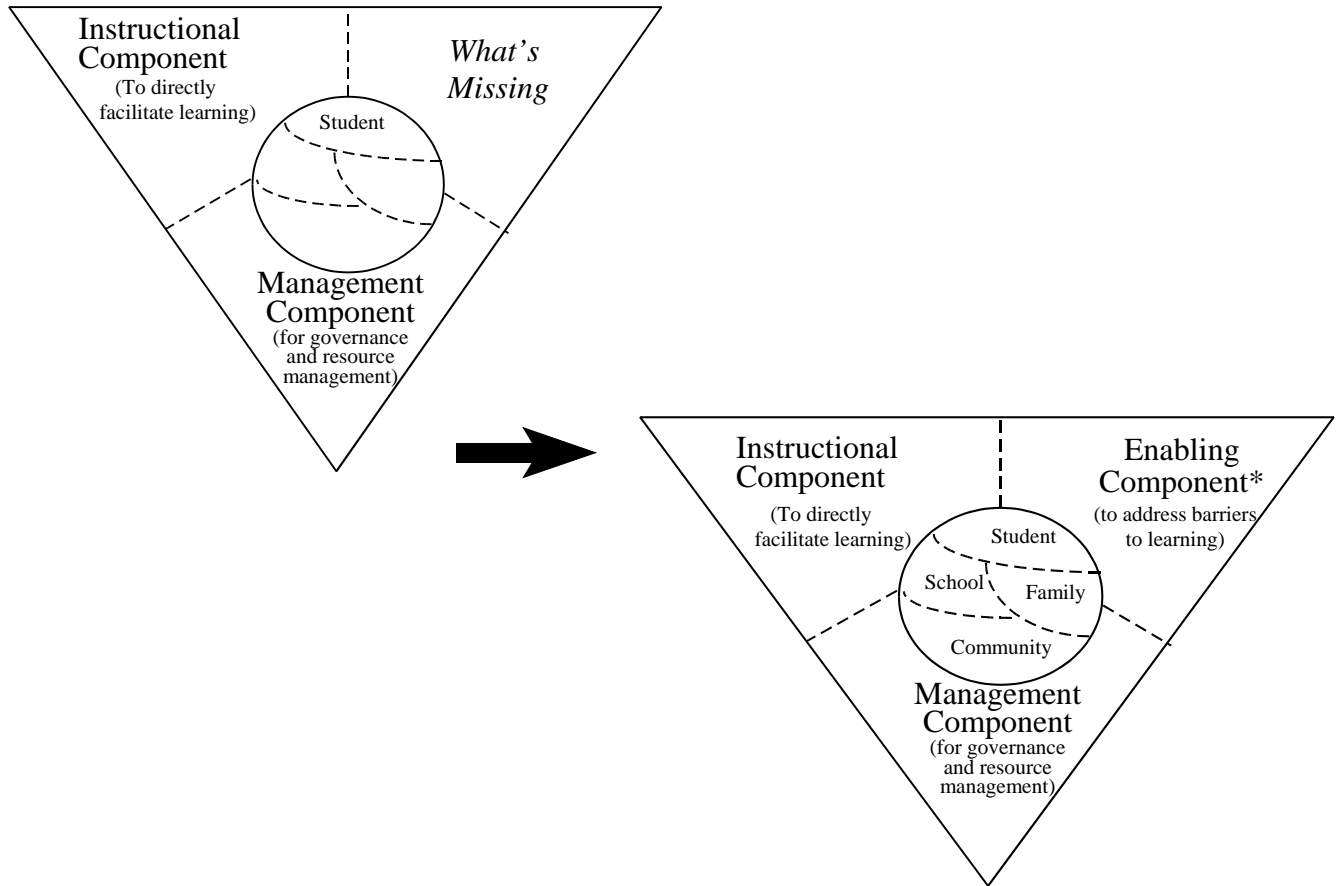 Instructional
Component
(To directly
facilitate learning)
What's
Missing
Student
Management
Component
(for governance
and resource
management)
Instructional
Component
(To directly
facilitate learning)
Enabling
Component*
(to address barriers
to learning)
Student
School
Family
Community
Management
Component
(for governance
and resource
management)